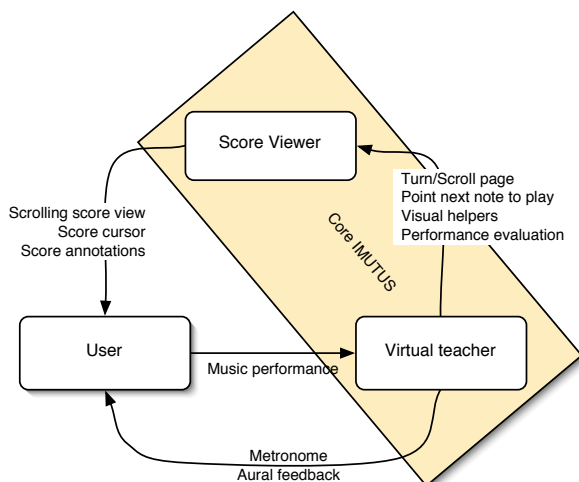 Score Viewer
Turn/Scroll page
Point next note to play
Visual helpers
Performance evaluation
Scrolling score view
Score cursor
Score annotations
Core IMUTUS
User
Virtual teacher
Music performance
Metronome
Aural feedback